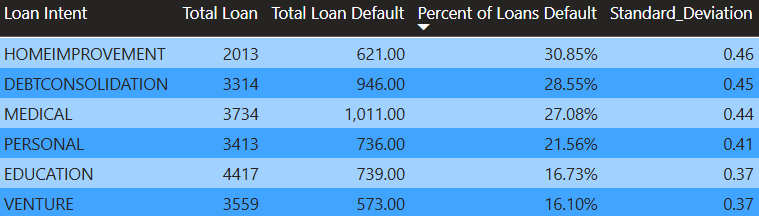 Loan Intent Total Loan Total Loan Default Percent of Loans Default Standard_Deviation
HOMEIMPROVEMENT 2013 621.00 30.85% 0.46
DEBTCONSOLIDATION 3314 946.00 28.55% 0.45
MEDICAL 3734 1,011.00 27.08% 0.44
PERSONAL 3413 736.00 21.56% 0.41
EDUCATION 4417 739.00 16.73% 0.37
VENTURE 3559 573.00 16.10% 0.37